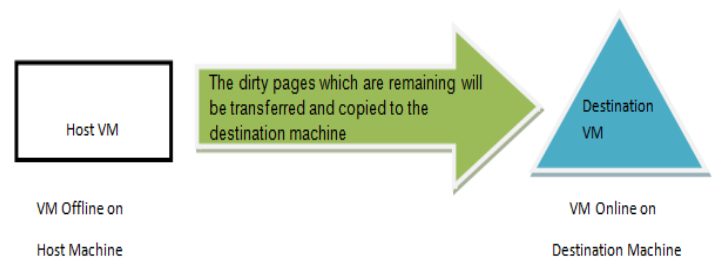 Host VM
The dirty pages which are remaining will
be transferred and copied to the
destination machine
Destination
VM
VM Offline on
Host Machine
VM Online on
Destination Machine